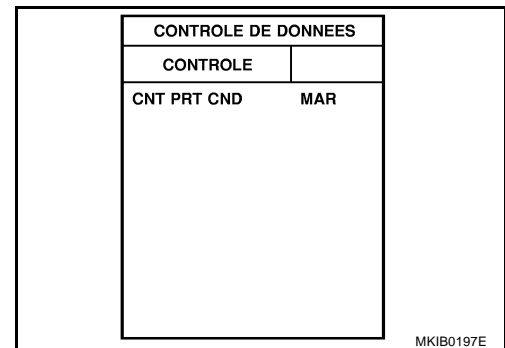 CONTROLE DE DONNEES
CONTROLE
CNT PRT CND MAR
MKIB0197E